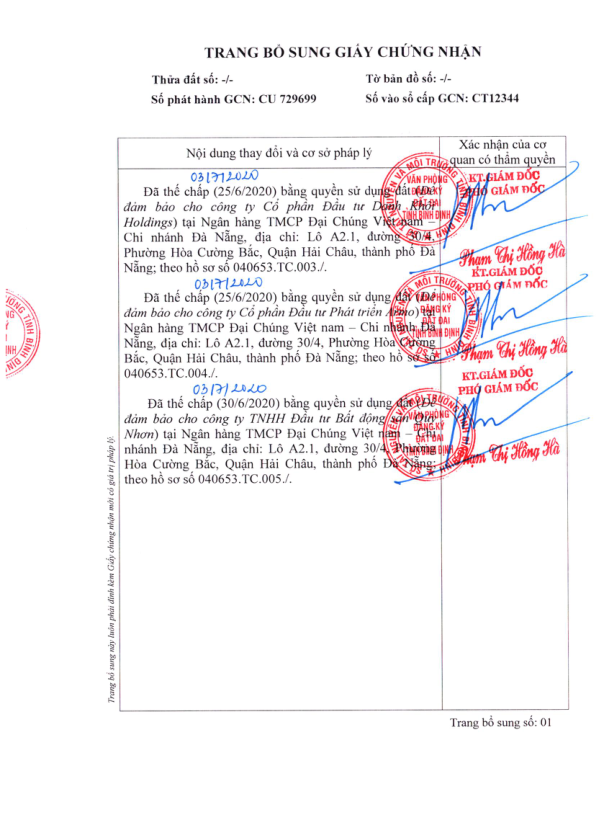 TRANG BỔ SUNG GIẤY CHỨNG NHẬN
Thửa đất số: -/-
Tờ bản đồ số: -/-
Số phát hành GCN: CU 729699
Số vào sổ cấp GCN: CT12344
Nội dung thay đổi và cơ sở pháp lý
Xác nhận của cơ
quan có thẩm quyền
03/7/2020
Đã thế chấp (25/6/2020) bằng quyền sử dụng đất (Để
đảm bảo cho công ty Cổ phần Đầu tư Danh Khôi
Holdings) tại Ngân hàng TMCP Đại Chúng Việt nam –
Chi nhánh Đà Nẵng, địa chỉ: Lô A2.1, đường 30/4,
Phường Hòa Cường Bắc, Quận Hải Châu, thành phố Đà
Nẵng; theo hồ sơ số 040653.TC.003./.
KT.GIÁM ĐỐC
PHÓ GIÁM ĐỐC
VĂN PHÒNG
ĐĂNG KÝ
ĐẤT ĐAI
TỈNH BÌNH ĐỊNH
Phạm Thị Hồng Hà
03/7/2020
Đã thế chấp (25/6/2020) bằng quyền sử dụng đất (Để
đảm bảo cho công ty Cổ phần Đầu tư Phát triển) tại
Ngân hàng TMCP Đại Chúng Việt nam – Chi nhánh Đà
Nẵng, địa chỉ: Lô A2.1, đường 30/4, Phường Hòa Cường
Bắc, Quận Hải Châu, thành phố Đà Nẵng; theo hồ sơ số
040653.TC.004./.
KT.GIÁM ĐỐC
PHÓ GIÁM ĐỐC
VĂN PHÒNG
ĐĂNG KÝ
ĐẤT ĐAI
TỈNH BÌNH ĐỊNH
Phạm Thị Hồng Hà
03/7/2020
Đã thế chấp (30/6/2020) bằng quyền sử dụng đất (Để
đảm bảo cho công ty TNHH Đầu tư Bất động sản Quy
Nhơn) tại Ngân hàng TMCP Đại Chúng Việt nam – Chi
nhánh Đà Nẵng, địa chỉ: Lô A2.1, đường 30/4, Phường
Hòa Cường Bắc, Quận Hải Châu, thành phố Đà Nẵng;
theo hồ sơ số 040653.TC.005./.
KT.GIÁM ĐỐC
PHÓ GIÁM ĐỐC
VĂN PHÒNG
ĐĂNG KÝ
ĐẤT ĐAI
TỈNH BÌNH ĐỊNH
Phạm Thị Hồng Hà
Trang bổ sung này luôn phải đính kèm Giấy chứng nhận mới có giá trị pháp lý.
Trang bổ sung số: 01